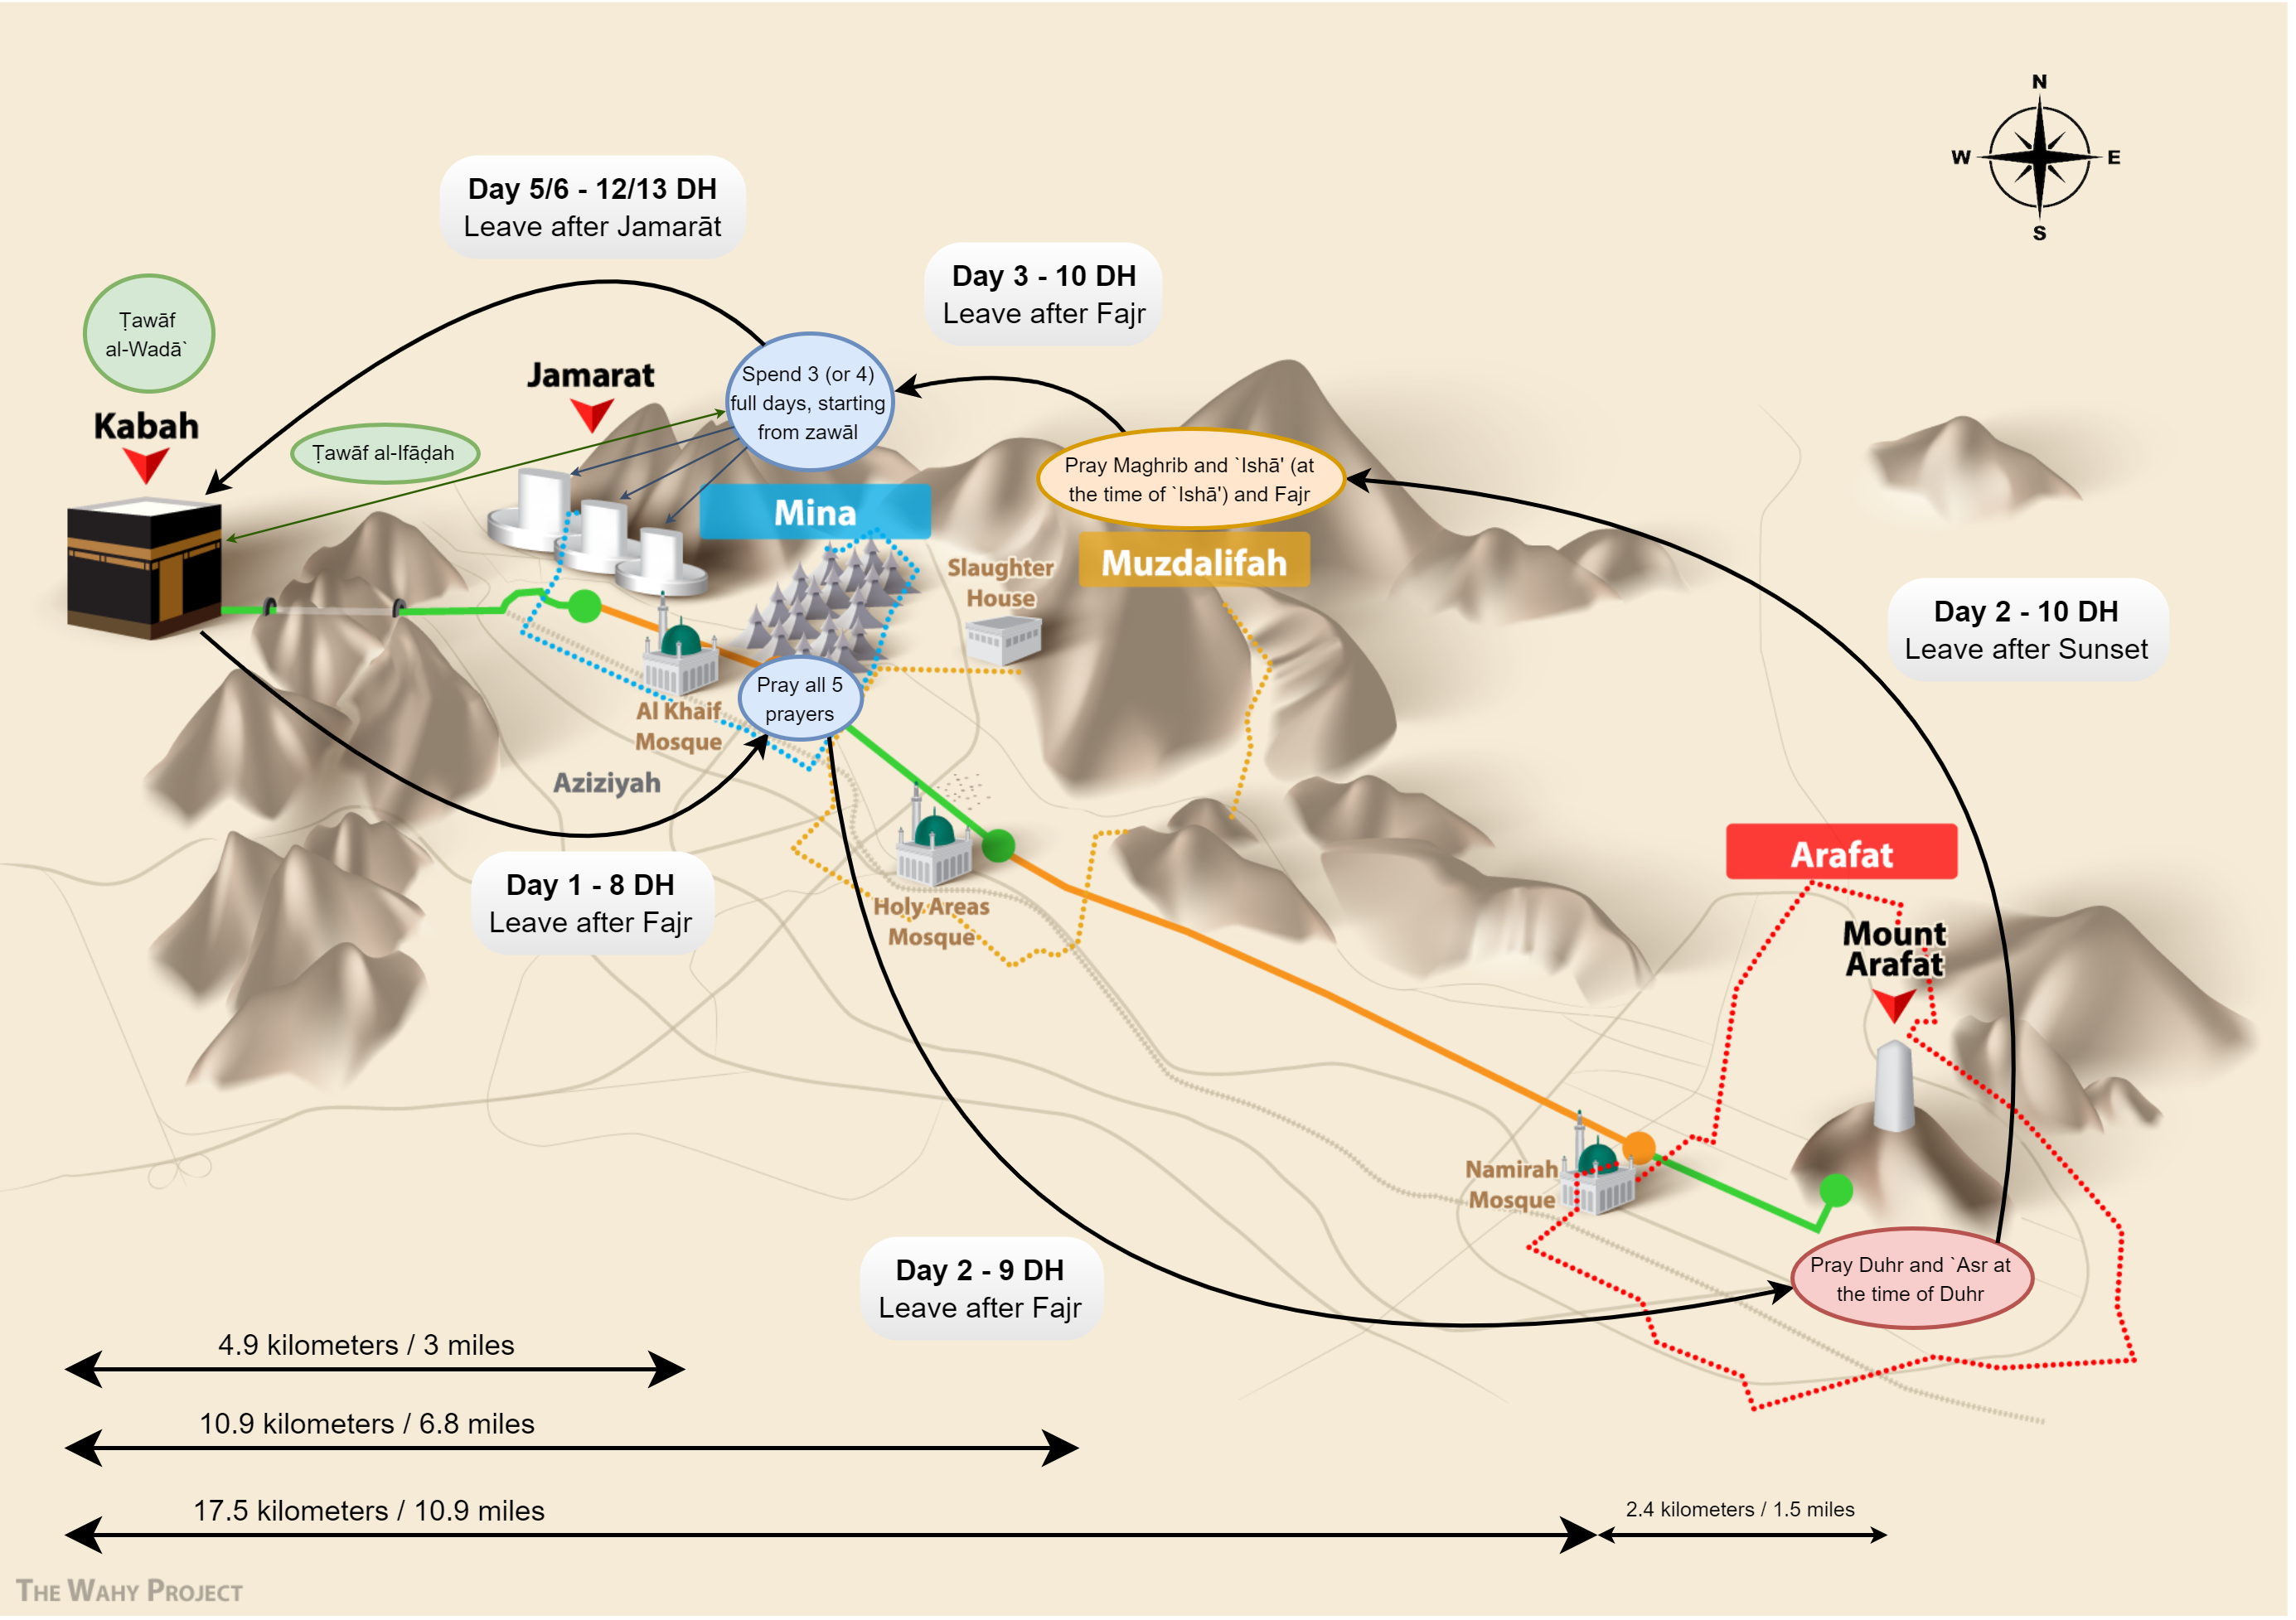 N
W
E
S
Day 5/6 - 12/13 DH
Leave after Jamarāt
Day 3 - 10 DH
Leave after Fajr
Ṭawāf
al-Wadā`
Kabah
Ṭawāf al-Ifāḍah
Jamarat
Spend 3 (or 4)
full days, starting
from zawāl
Pray Maghrib and `Ishā' (at
the time of `Ishā') and Fajr
Mina
Muzdalifah
Slaughter
House
Day 2 - 10 DH
Leave after Sunset
Pray all 5
prayers
Al Khaif
Mosque
Aziziyah
Day 1 - 8 DH
Leave after Fajr
Holy Areas
Mosque
Arafat
Mount
Arafat
Namirah
Mosque
Day 2 - 9 DH
Leave after Fajr
Pray Duhr and `Asr at
the time of Duhr
4.9 kilometers / 3 miles
10.9 kilometers / 6.8 miles
17.5 kilometers / 10.9 miles
2.4 kilometers / 1.5 miles
THE WAHY PROJECT